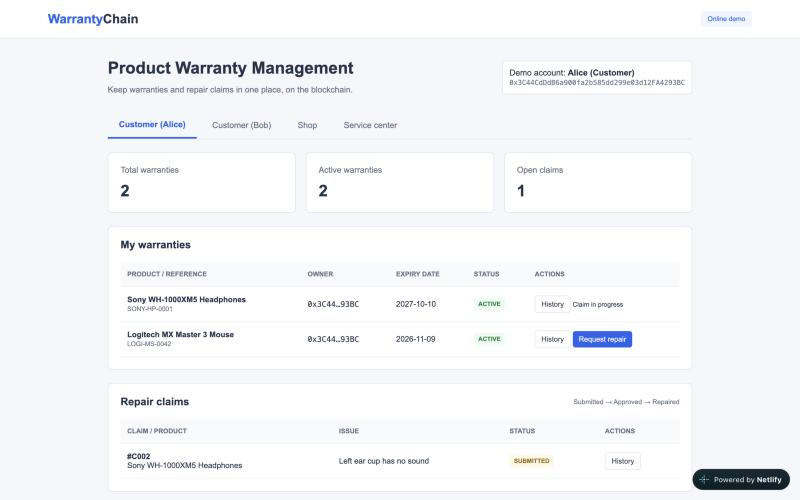 WarrantyChain
Online demo
Product Warranty Management
Keep warranties and repair claims in one place, on the blockchain.
Demo account: Alice (Customer)
0x3C44CdDdB6a900fa2b585dd299e03d12FA4293BC
Customer (Alice) Customer (Bob) Shop Service center
Total warranties
2
Active warranties
2
Open claims
1
My warranties
PRODUCT / REFERENCE OWNER EXPIRY DATE STATUS ACTIONS
Sony WH-1000XM5 Headphones
SONY-HP-0001
0x3C44…93BC 2027-10-10 ACTIVE History Claim in progress
Logitech MX Master 3 Mouse
LOGI-MS-0042
0x3C44…93BC 2026-11-09 ACTIVE History Request repair
Repair claims
Submitted → Approved → Repaired
CLAIM / PRODUCT ISSUE STATUS ACTIONS
#C002
Sony WH-1000XM5 Headphones
Left ear cup has no sound SUBMITTED History
Powered by Netlify